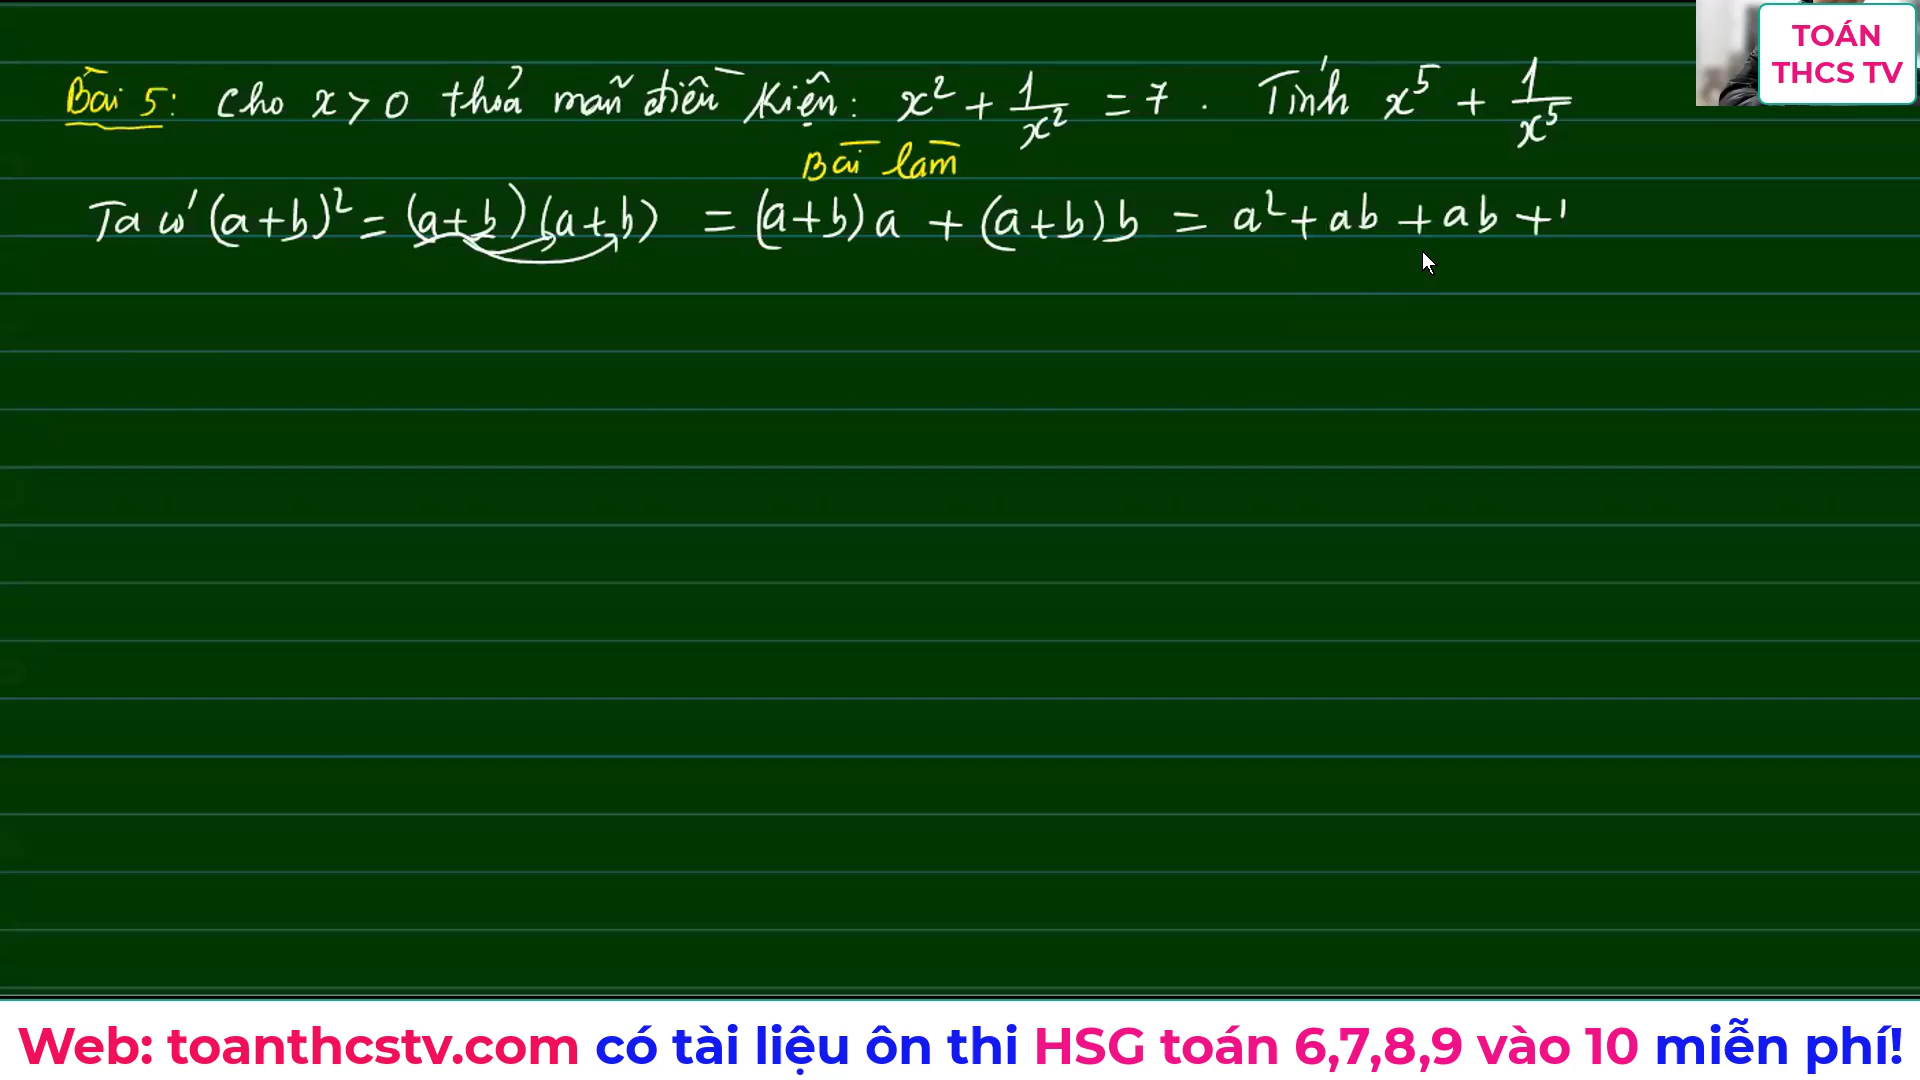 TOÁN
THCS TV
Bài 5: Cho x > 0 thoả mãn điều kiện: x² + 1/x² = 7. Tính x⁵ + 1/x⁵
Bài làm
Ta có (a+b)² = (a+b)(a+b) = (a+b)a + (a+b)b = a² + ab + ab +
Web: toanthcstv.com có tài liệu ôn thi HSG toán 6,7,8,9 vào 10 miễn phí!